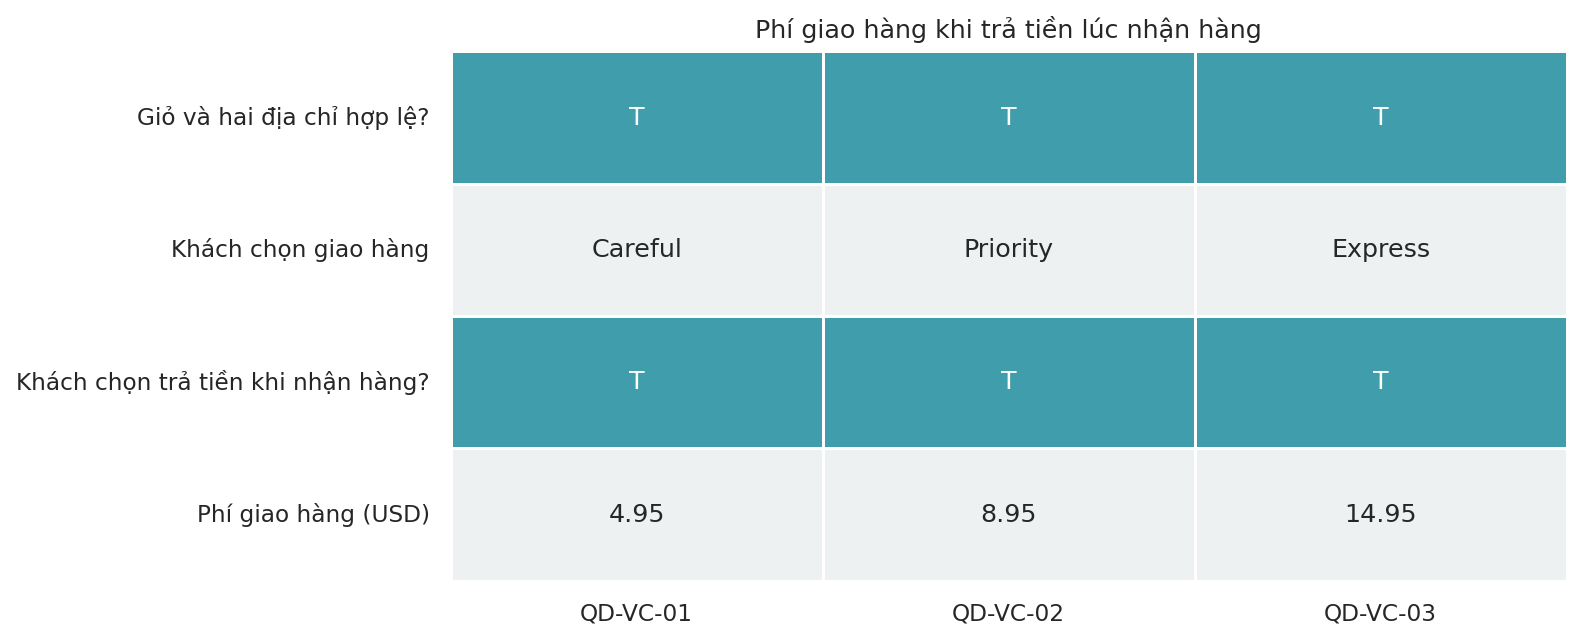 Phí giao hàng khi trả tiền lúc nhận hàng
Giỏ và hai địa chỉ hợp lệ? T T T
Khách chọn giao hàng Careful Priority Express
Khách chọn trả tiền khi nhận hàng? T T T
Phí giao hàng (USD) 4.95 8.95 14.95
QD-VC-01 QD-VC-02 QD-VC-03